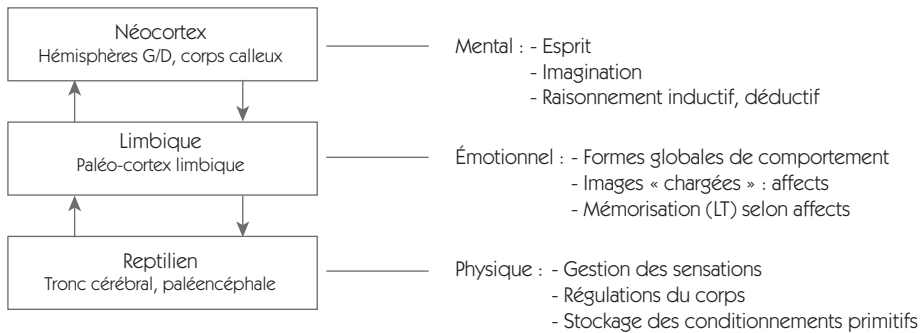 Néocortex
Hémisphères G/D, corps calleux
Mental : - Esprit
- Imagination
- Raisonnement inductif, déductif
Limbique
Paléo-cortex limbique
Émotionnel : - Formes globales de comportement
- Images « chargées » : affects
- Mémorisation (LT) selon affects
Reptilien
Tronc cérébral, paléencéphale
Physique : - Gestion des sensations
- Régulations du corps
- Stockage des conditionnements primitifs